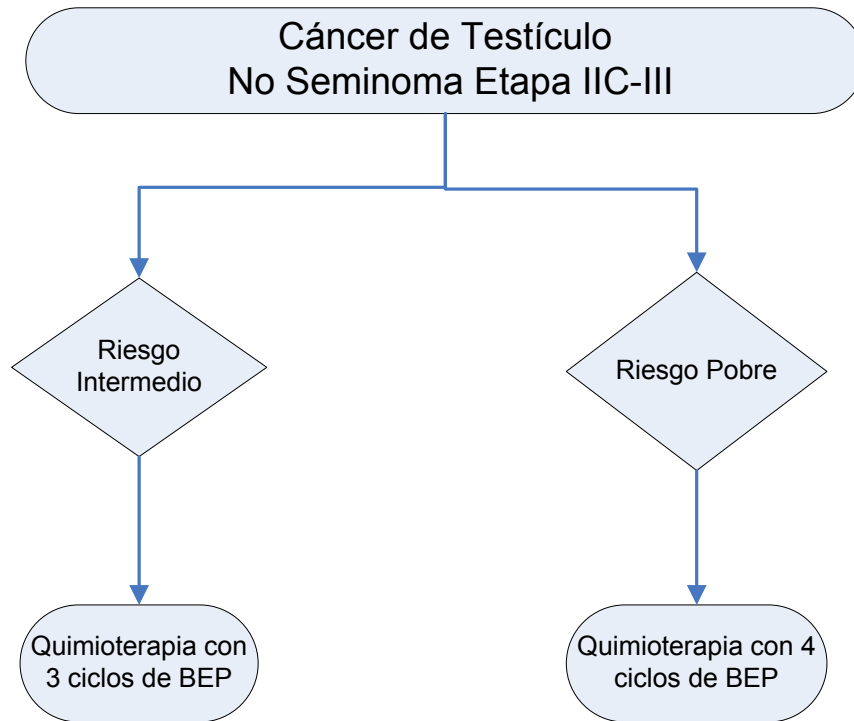 Cáncer de Testículo
No Seminoma Etapa IIC-III
Riesgo
Intermedio
Riesgo Pobre
Quimioterapia con
3 ciclos de BEP
Quimioterapia con 4
ciclos de BEP